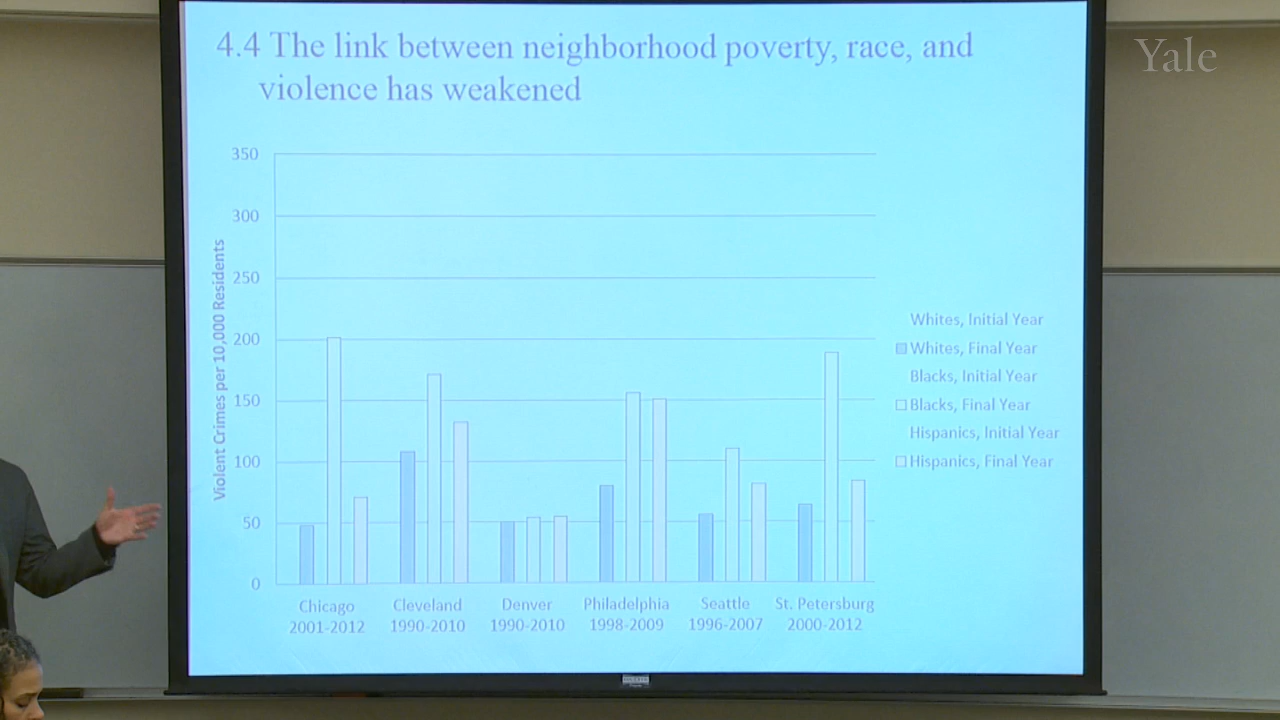 4.4 The link between neighborhood poverty, race, and
violence has weakened
Yale
Violent Crimes per 10,000 Residents
350
300
250
200
150
100
50
0
Chicago
2001-2012
Cleveland
1990-2010
Denver
1990-2010
Philadelphia
1998-2009
Seattle
1996-2007
St. Petersburg
2000-2012
Whites, Initial Year
Whites, Final Year
Blacks, Initial Year
Blacks, Final Year
Hispanics, Initial Year
Hispanics, Final Year